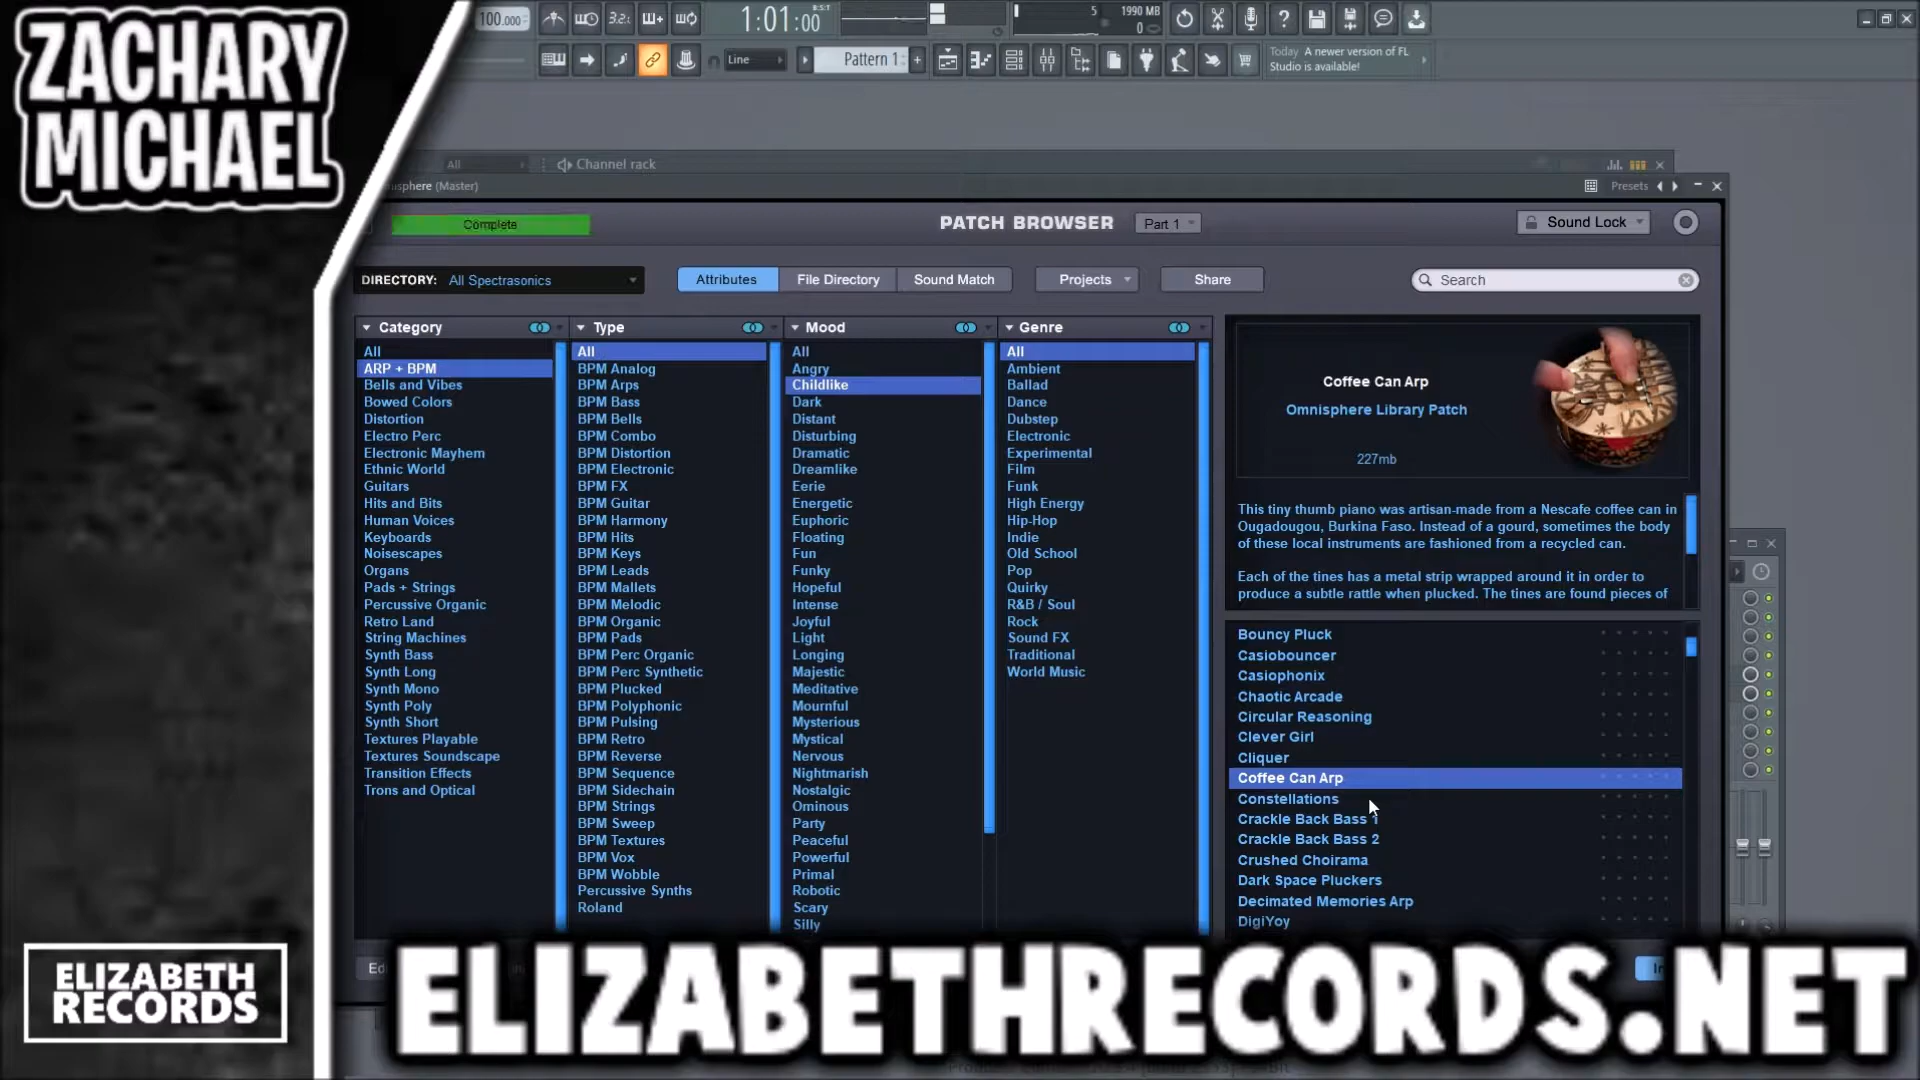 ZACHARY
MICHAEL
100.000
3.2:
1:01:00
B:S:T
5
1990 MB
0
Line
Pattern 1
Today A newer version of FL
Studio is available!
All
Channel rack
sphere (Master)
Presets
Complete
PATCH BROWSER
Part 1
Sound Lock
DIRECTORY: All Spectrasonics
Attributes
File Directory
Sound Match
Projects
Share
Search
Category
All
ARP + BPM
Bells and Vibes
Bowed Colors
Distortion
Electro Perc
Electronic Mayhem
Ethnic World
Guitars
Hits and Bits
Human Voices
Keyboards
Noisescapes
Organs
Pads + Strings
Percussive Organic
Retro Land
String Machines
Synth Bass
Synth Long
Synth Mono
Synth Poly
Synth Short
Textures Playable
Textures Soundscape
Transition Effects
Trons and Optical
Type
All
BPM Analog
BPM Arps
BPM Bass
BPM Bells
BPM Combo
BPM Distortion
BPM Electronic
BPM FX
BPM Guitar
BPM Harmony
BPM Hits
BPM Keys
BPM Leads
BPM Mallets
BPM Melodic
BPM Organic
BPM Pads
BPM Perc Organic
BPM Perc Synthetic
BPM Plucked
BPM Polyphonic
BPM Pulsing
BPM Retro
BPM Reverse
BPM Sequence
BPM Sidechain
BPM Strings
BPM Sweep
BPM Textures
BPM Vox
BPM Wobble
Percussive Synths
Roland
Mood
All
Angry
Childlike
Dark
Distant
Disturbing
Dramatic
Dreamlike
Eerie
Energetic
Euphoric
Floating
Fun
Funky
Hopeful
Intense
Joyful
Light
Longing
Majestic
Meditative
Mournful
Mysterious
Mystical
Nervous
Nightmarish
Nostalgic
Ominous
Party
Peaceful
Powerful
Primal
Robotic
Scary
Silly
Genre
All
Ambient
Ballad
Dance
Dubstep
Electronic
Experimental
Film
Funk
High Energy
Hip-Hop
Indie
Old School
Pop
Quirky
R&B / Soul
Rock
Sound FX
Traditional
World Music
Coffee Can Arp
Omnisphere Library Patch
227mb
This tiny thumb piano was artisan-made from a Nescafe coffee can in
Ougadougou, Burkina Faso. Instead of a gourd, sometimes the body
of these local instruments are fashioned from a recycled can.
Each of the tines has a metal strip wrapped around it in order to
produce a subtle rattle when plucked. The tines are found pieces of
Bouncy Pluck
Casiobouncer
Casiophonix
Chaotic Arcade
Circular Reasoning
Clever Girl
Cliquer
Coffee Can Arp
Constellations
Crackle Back Bass 1
Crackle Back Bass 2
Crushed Choirama
Dark Space Pluckers
Decimated Memories Arp
DigiYoy
ELIZABETH
RECORDS
ELIZABETHRECORDS.NET